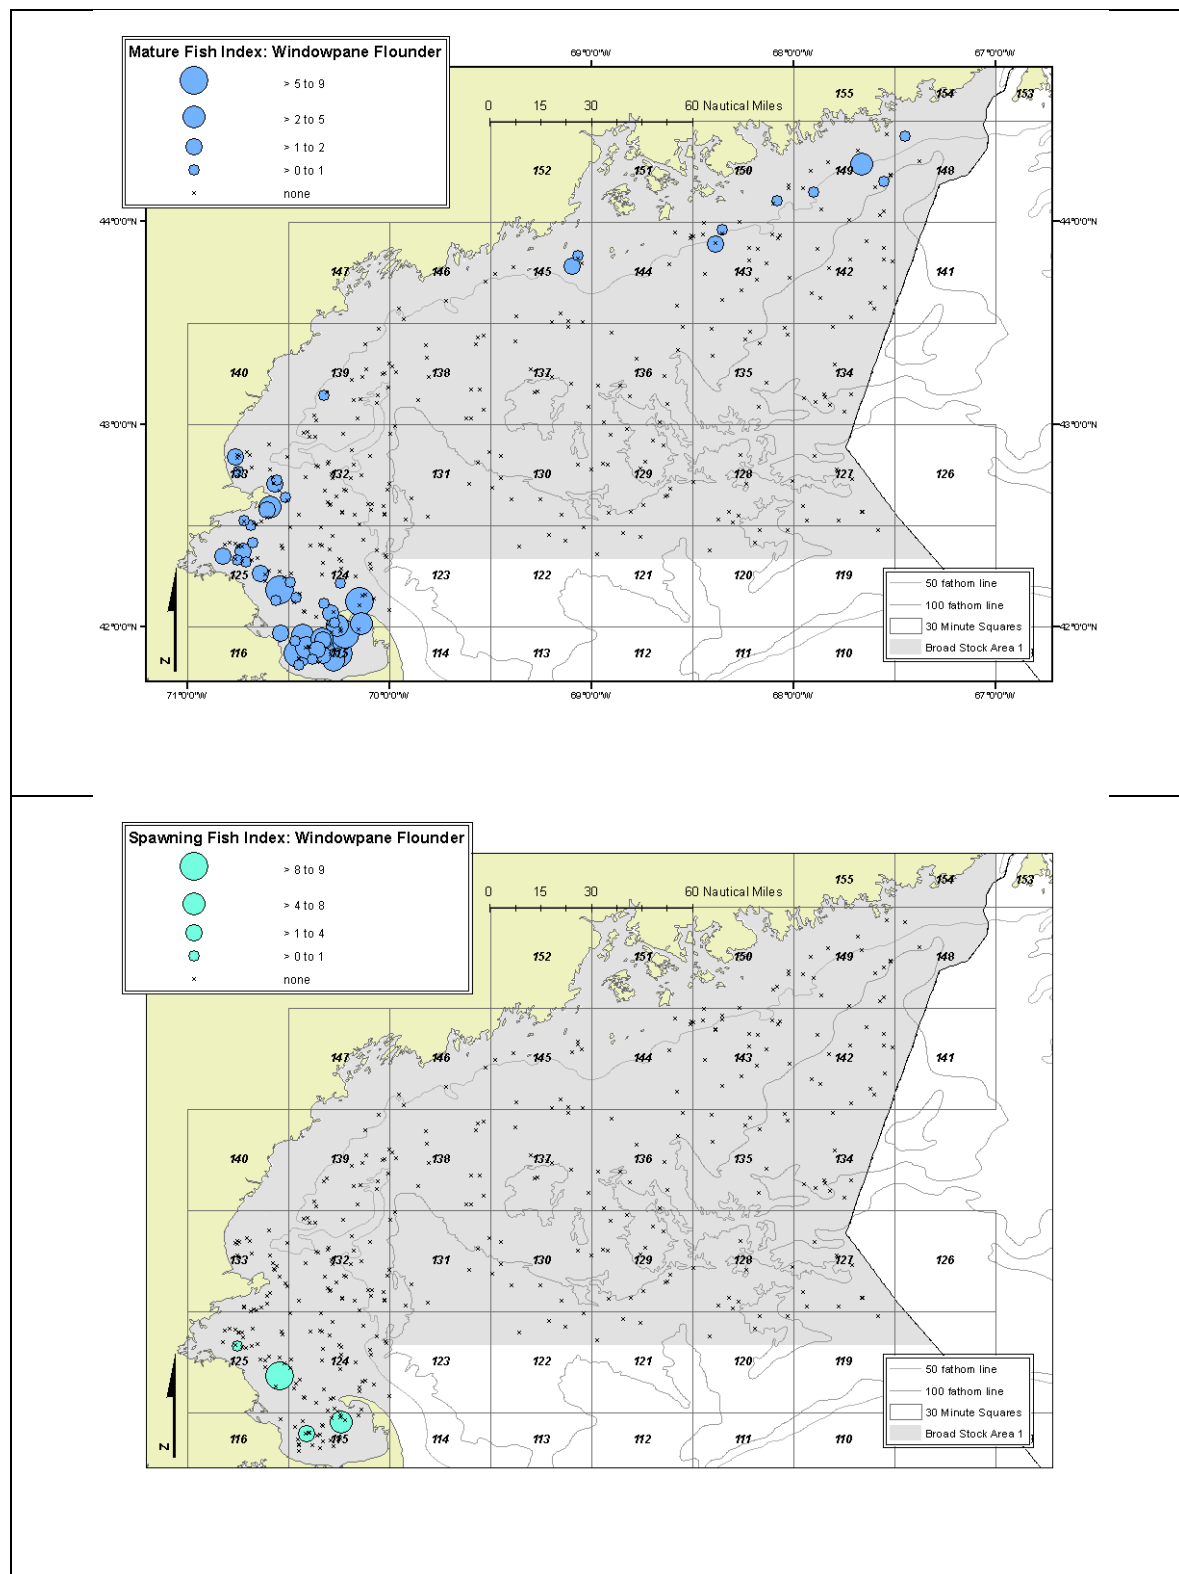 Mature Fish Index: Windowpane Flounder
> 5 to 9
> 2 to 5
> 1 to 2
> 0 to 1
none
69°0'0"W 68°0'0"W 67°0'0"W
0 15 30 60 Nautical Miles
155 154 153
152 151 150 149 148
44°0'0"N 44°0'0"N
147 146 145 144 143 142 141
140 139 138 137 136 135 134
43°0'0"N 43°0'0"N
133 132 131 130 129 128 127 126
125 124 123 122 121 120 119
50 fathom line
100 fathom line
30 Minute Squares
Broad Stock Area 1
42°0'0"N 42°0'0"N
116 115 114 113 112 111 110
N
71°0'0"W 70°0'0"W 69°0'0"W 68°0'0"W 67°0'0"W
Spawning Fish Index: Windowpane Flounder
> 8 to 9
> 4 to 8
> 1 to 4
> 0 to 1
none
0 15 30 60 Nautical Miles
155 154 153
152 151 150 149 148
147 146 145 144 143 142 141
140 139 138 137 136 135 134
133 132 131 130 129 128 127 126
125 124 123 122 121 120 119
50 fathom line
100 fathom line
30 Minute Squares
Broad Stock Area 1
116 115 114 113 112 111 110
N